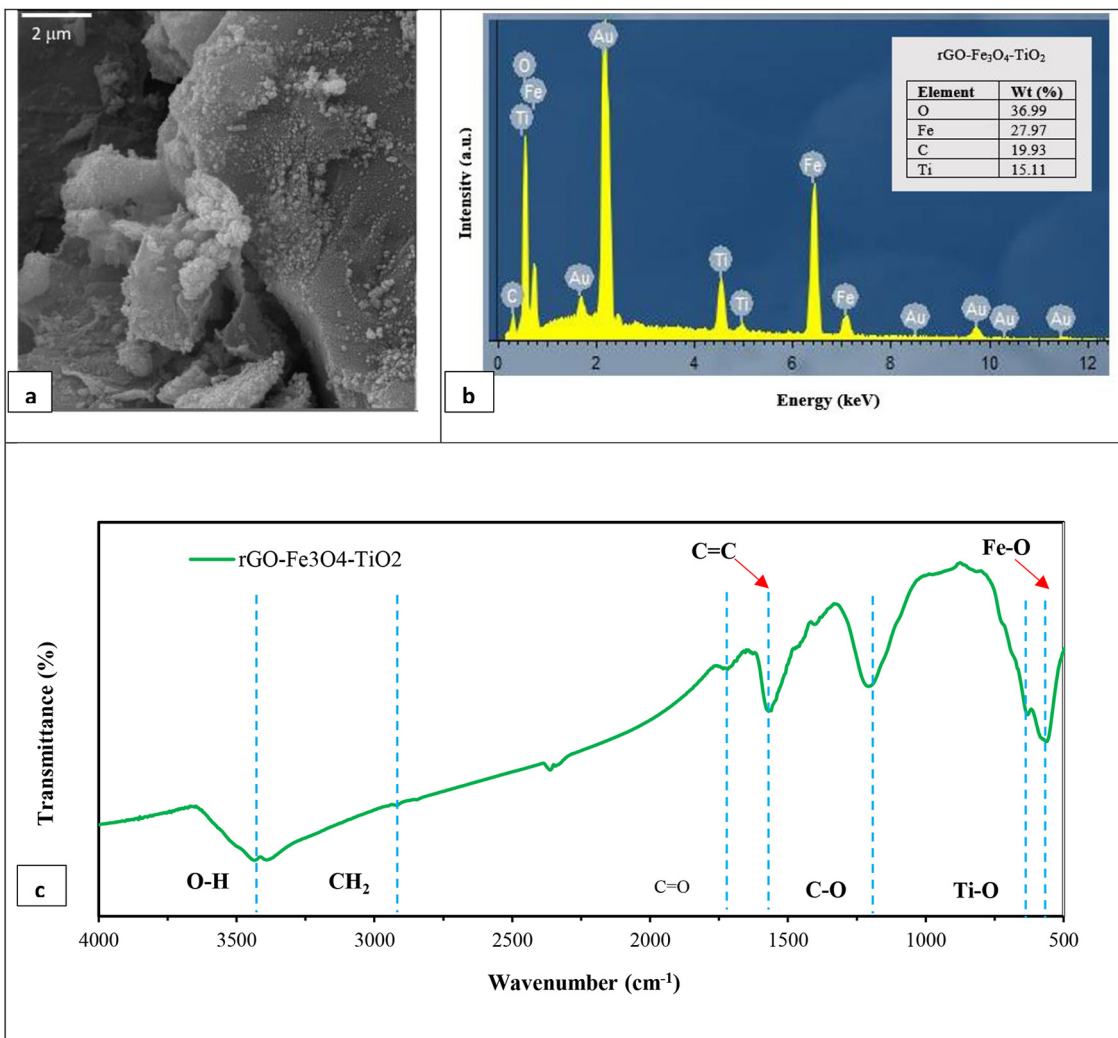 2 μm
a
Intensity (a.u.)
O
Fe
Ti
C
Au
Au
Ti
Ti
Fe
Fe
Au
Au
Au
Au
rGO-Fe₃O₄-TiO₂
Element Wt (%)
O 36.99
Fe 27.97
C 19.93
Ti 15.11
0 2 4 6 8 10 12
Energy (keV)
b
Transmittance (%)
rGO-Fe3O4-TiO2
C=C
Fe-O
O-H
CH₂
C=O
C-O
Ti-O
c
4000 3500 3000 2500 2000 1500 1000 500
Wavenumber (cm⁻¹)